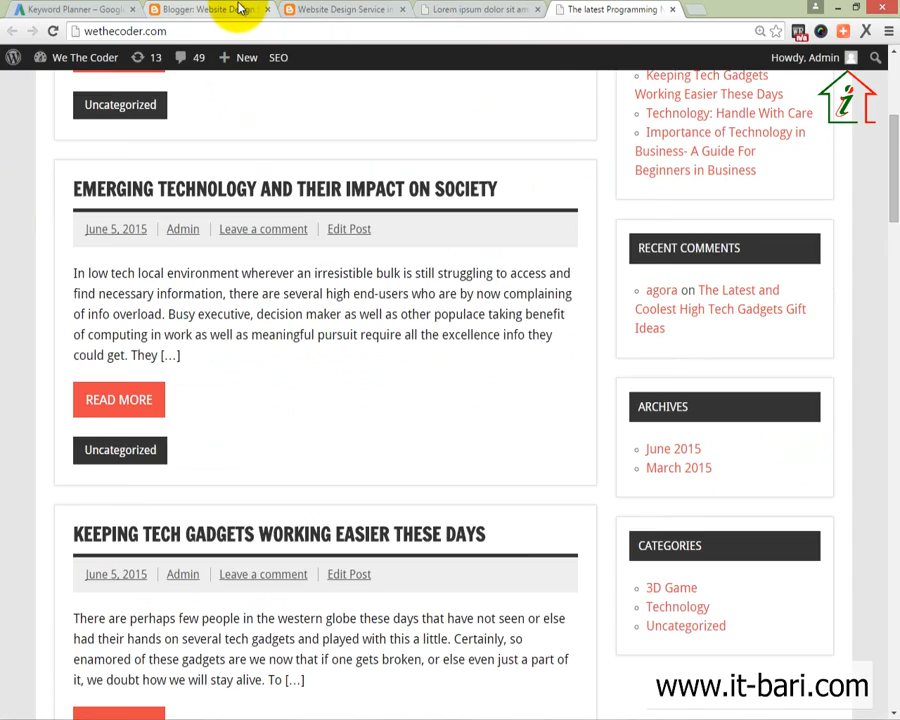 Keyword Planner – Google
Blogger: Website Design
Website Design Service in
Lorem ipsum dolor sit am
The latest Programming N
wethecoder.com
We The Coder 13 49 New SEO Howdy, Admin
Uncategorized
EMERGING TECHNOLOGY AND THEIR IMPACT ON SOCIETY
June 5, 2015 Admin Leave a comment Edit Post
In low tech local environment wherever an irresistible bulk is still struggling to access and
find necessary information, there are several high end-users who are by now complaining
of info overload. Busy executive, decision maker as well as other populace taking benefit
of computing in work as well as meaningful pursuit require all the excellence info they
could get. They […]
READ MORE
Uncategorized
KEEPING TECH GADGETS WORKING EASIER THESE DAYS
June 5, 2015 Admin Leave a comment Edit Post
There are perhaps few people in the western globe these days that have not seen or else
had their hands on several tech gadgets and played with this a little. Certainly, so
enamored of these gadgets are we now that if one gets broken, or else even just a part of
it, we doubt how we will stay alive. To […]
Keeping Tech Gadgets
Working Easier These Days
Technology: Handle With Care
Importance of Technology in
Business- A Guide For
Beginners in Business
RECENT COMMENTS
agora on The Latest and
Coolest High Tech Gadgets Gift
Ideas
ARCHIVES
June 2015
March 2015
CATEGORIES
3D Game
Technology
Uncategorized
www.it-bari.com